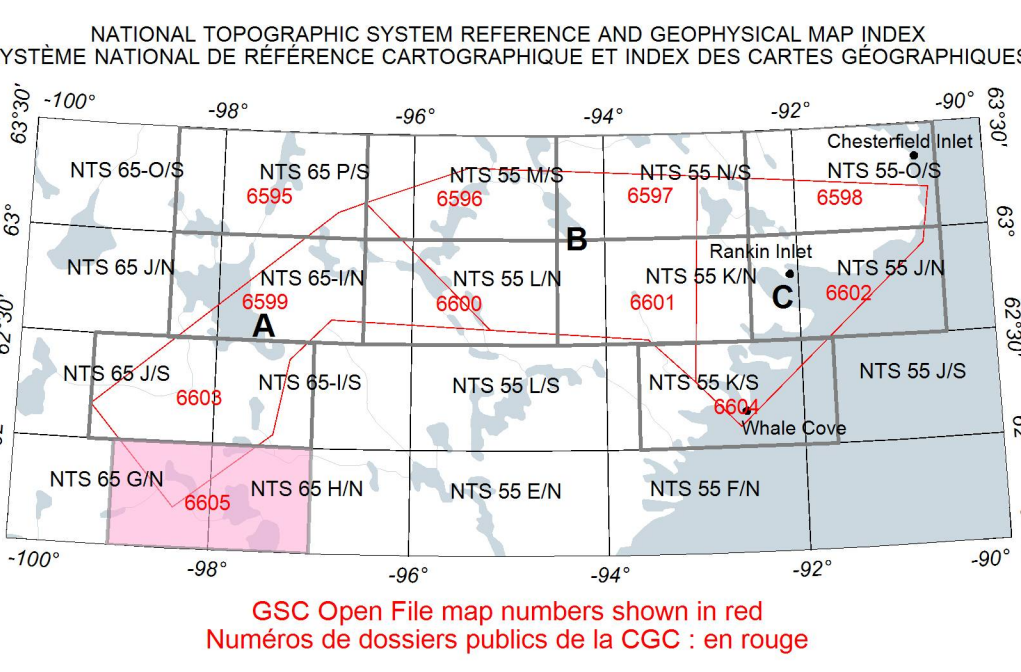 NATIONAL TOPOGRAPHIC SYSTEM REFERENCE AND GEOPHYSICAL MAP INDEX
YSTÈME NATIONAL DE RÉFÉRENCE CARTOGRAPHIQUE ET INDEX DES CARTES GÉOGRAPHIQUES
-100° -98° -96° -94° -92° -90°
63°30' 63°30'
Chesterfield Inlet
NTS 65-O/S NTS 65 P/S NTS 55 M/S NTS 55 N/S NTS 55-O/S
6595 6596 6597 6598
63° 63°
B
Rankin Inlet
NTS 65 J/N NTS 65-I/N NTS 55 L/N NTS 55 K/N NTS 55 J/N
6599 6600 6601 C 6602
A
62°30' 62°30'
NTS 65 J/S NTS 65-I/S NTS 55 L/S NTS 55 K/S NTS 55 J/S
6603 6604
Whale Cove
NTS 65 G/N NTS 65 H/N NTS 55 E/N NTS 55 F/N
6605
-100° -98° -96° -94° -92° -90°
GSC Open File map numbers shown in red
Numéros de dossiers publics de la CGC : en rouge